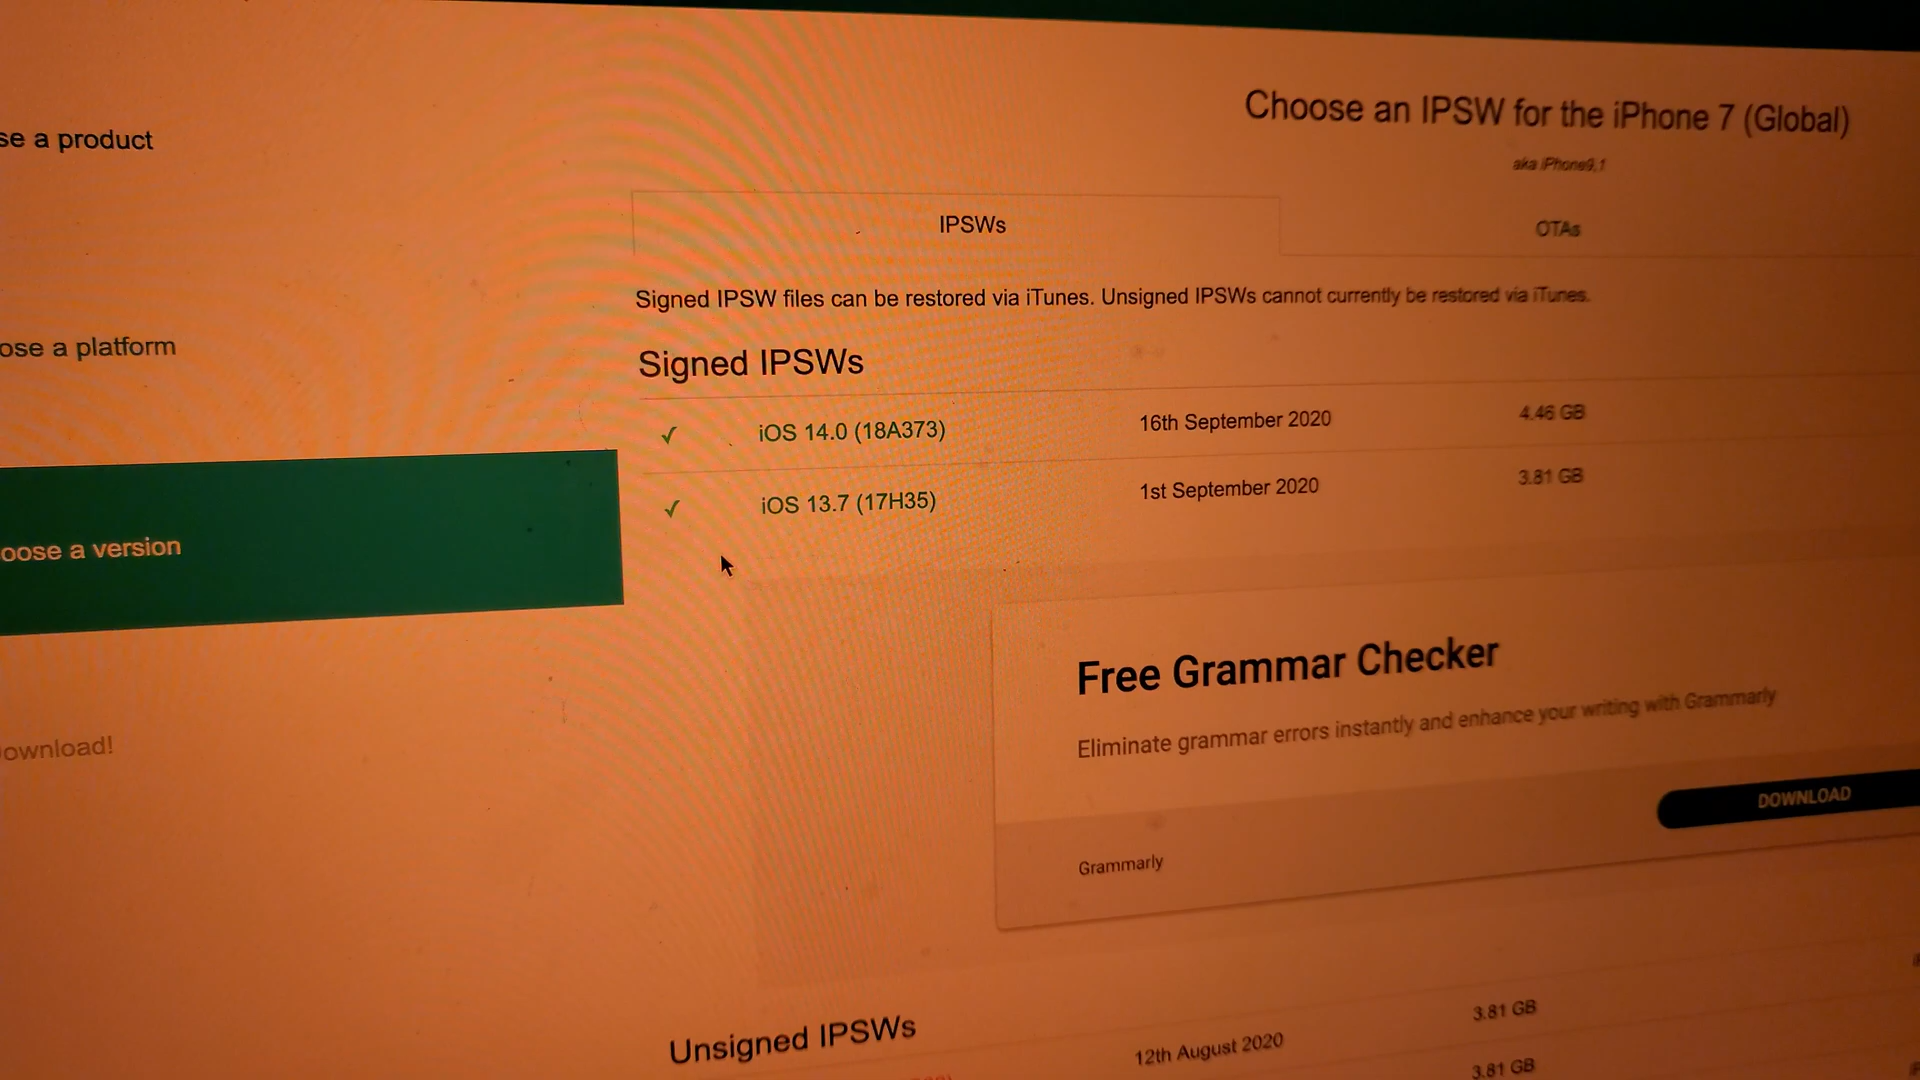 se a product
ose a platform
oose a version
ownload!
Choose an IPSW for the iPhone 7 (Global)
aka iPhone9,1
IPSWs
OTAs
Signed IPSW files can be restored via iTunes. Unsigned IPSWs cannot currently be restored via iTunes.
Signed IPSWs
✓ iOS 14.0 (18A373) 16th September 2020 4.46 GB
✓ iOS 13.7 (17H35) 1st September 2020 3.81 GB
Free Grammar Checker
Eliminate grammar errors instantly and enhance your writing with Grammarly
DOWNLOAD
Grammarly
Unsigned IPSWs
12th August 2020 3.81 GB
3.81 GB